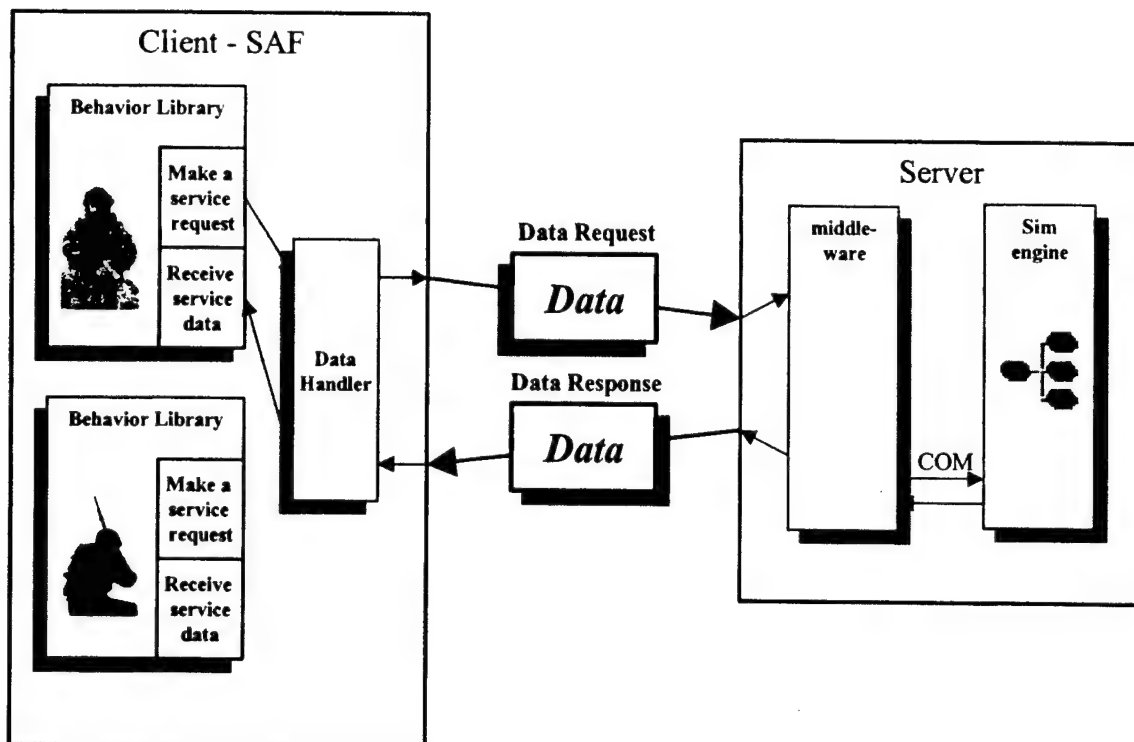 Client - SAF
Behavior Library
Make a
service
request
Receive
service
data
Behavior Library
Make a
service
request
Receive
service
data
Data
Handler
Data Request
Data
Data Response
Data
Server
middle-
ware
Sim
engine
COM